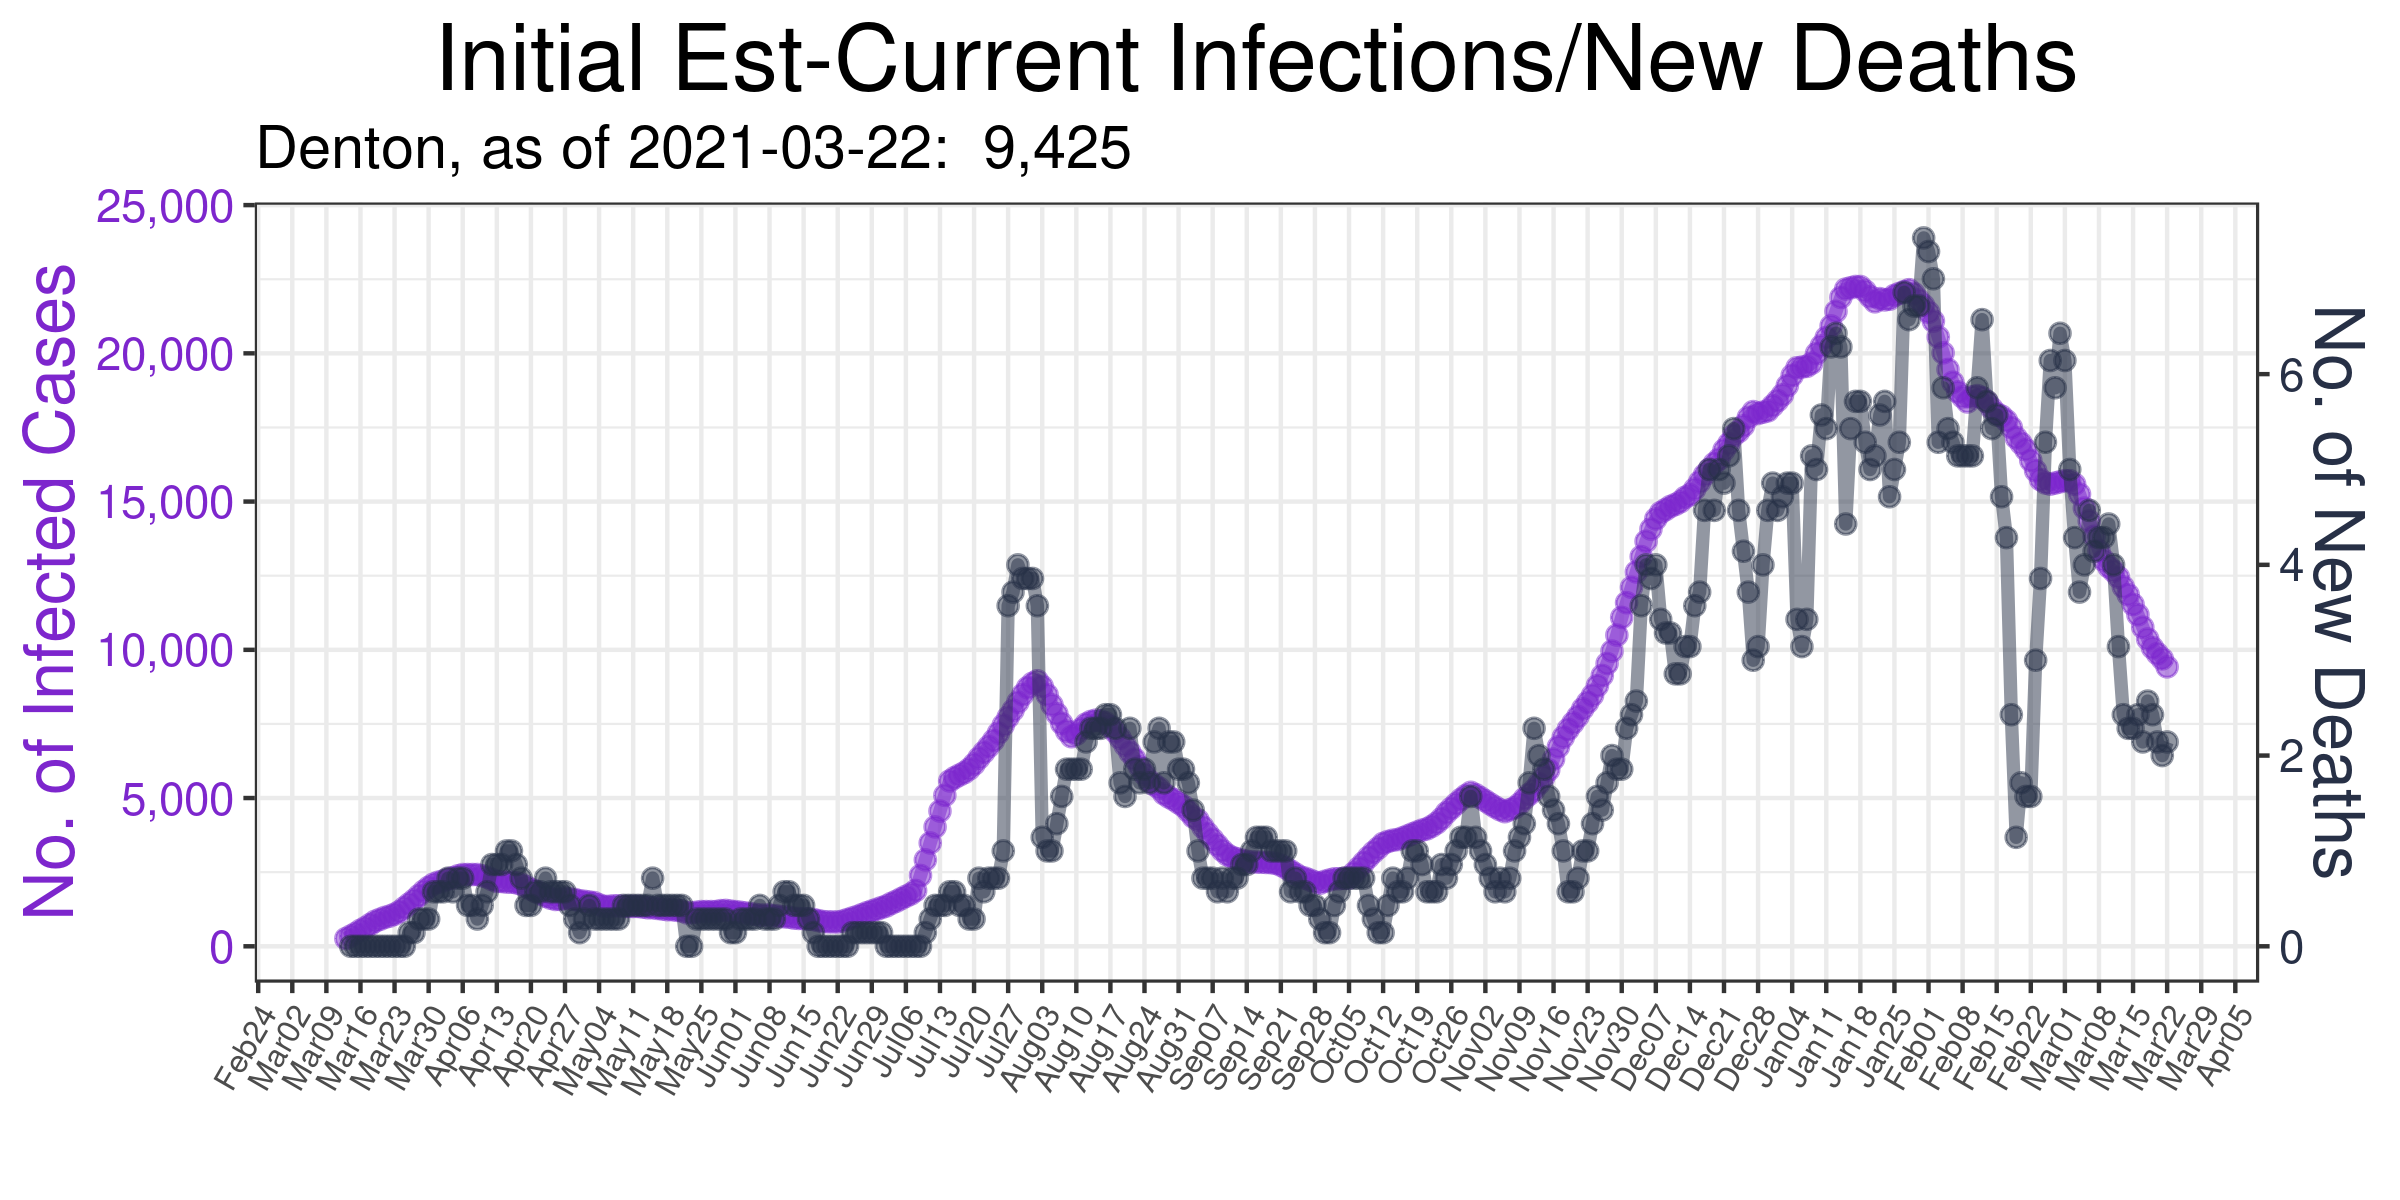 Initial Est-Current Infections/New Deaths
Denton, as of 2021-03-22:  9,425
No. of Infected Cases
25,000
20,000
15,000
10,000
5,000
0
No. of New Deaths
6
4
2
0
Feb24
Mar02
Mar09
Mar16
Mar23
Mar30
Apr06
Apr13
Apr20
Apr27
May04
May11
May18
May25
Jun01
Jun08
Jun15
Jun22
Jun29
Jul06
Jul13
Jul20
Jul27
Aug03
Aug10
Aug17
Aug24
Aug31
Sep07
Sep14
Sep21
Sep28
Oct05
Oct12
Oct19
Oct26
Nov02
Nov09
Nov16
Nov23
Nov30
Dec07
Dec14
Dec21
Dec28
Jan04
Jan11
Jan18
Jan25
Feb01
Feb08
Feb15
Feb22
Mar01
Mar08
Mar15
Mar22
Mar29
Apr05